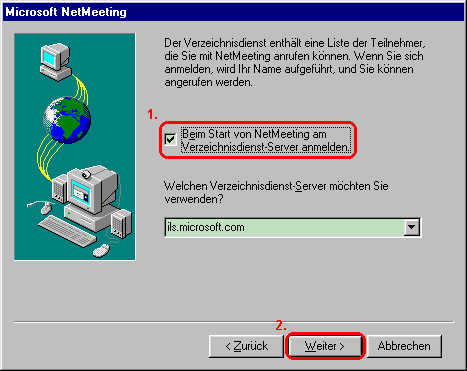 Microsoft NetMeeting
Der Verzeichnisdienst enthält eine Liste der Teilnehmer,
die Sie mit NetMeeting anrufen können. Wenn Sie sich
anmelden, wird Ihr Name aufgeführt, und Sie können
angerufen werden.
1.
Beim Start von NetMeeting am
Verzeichnisdienst-Server anmelden.
Welchen Verzeichnisdienst-Server möchten Sie
verwenden?
ils.microsoft.com
2.
< Zurück
Weiter >
Abbrechen